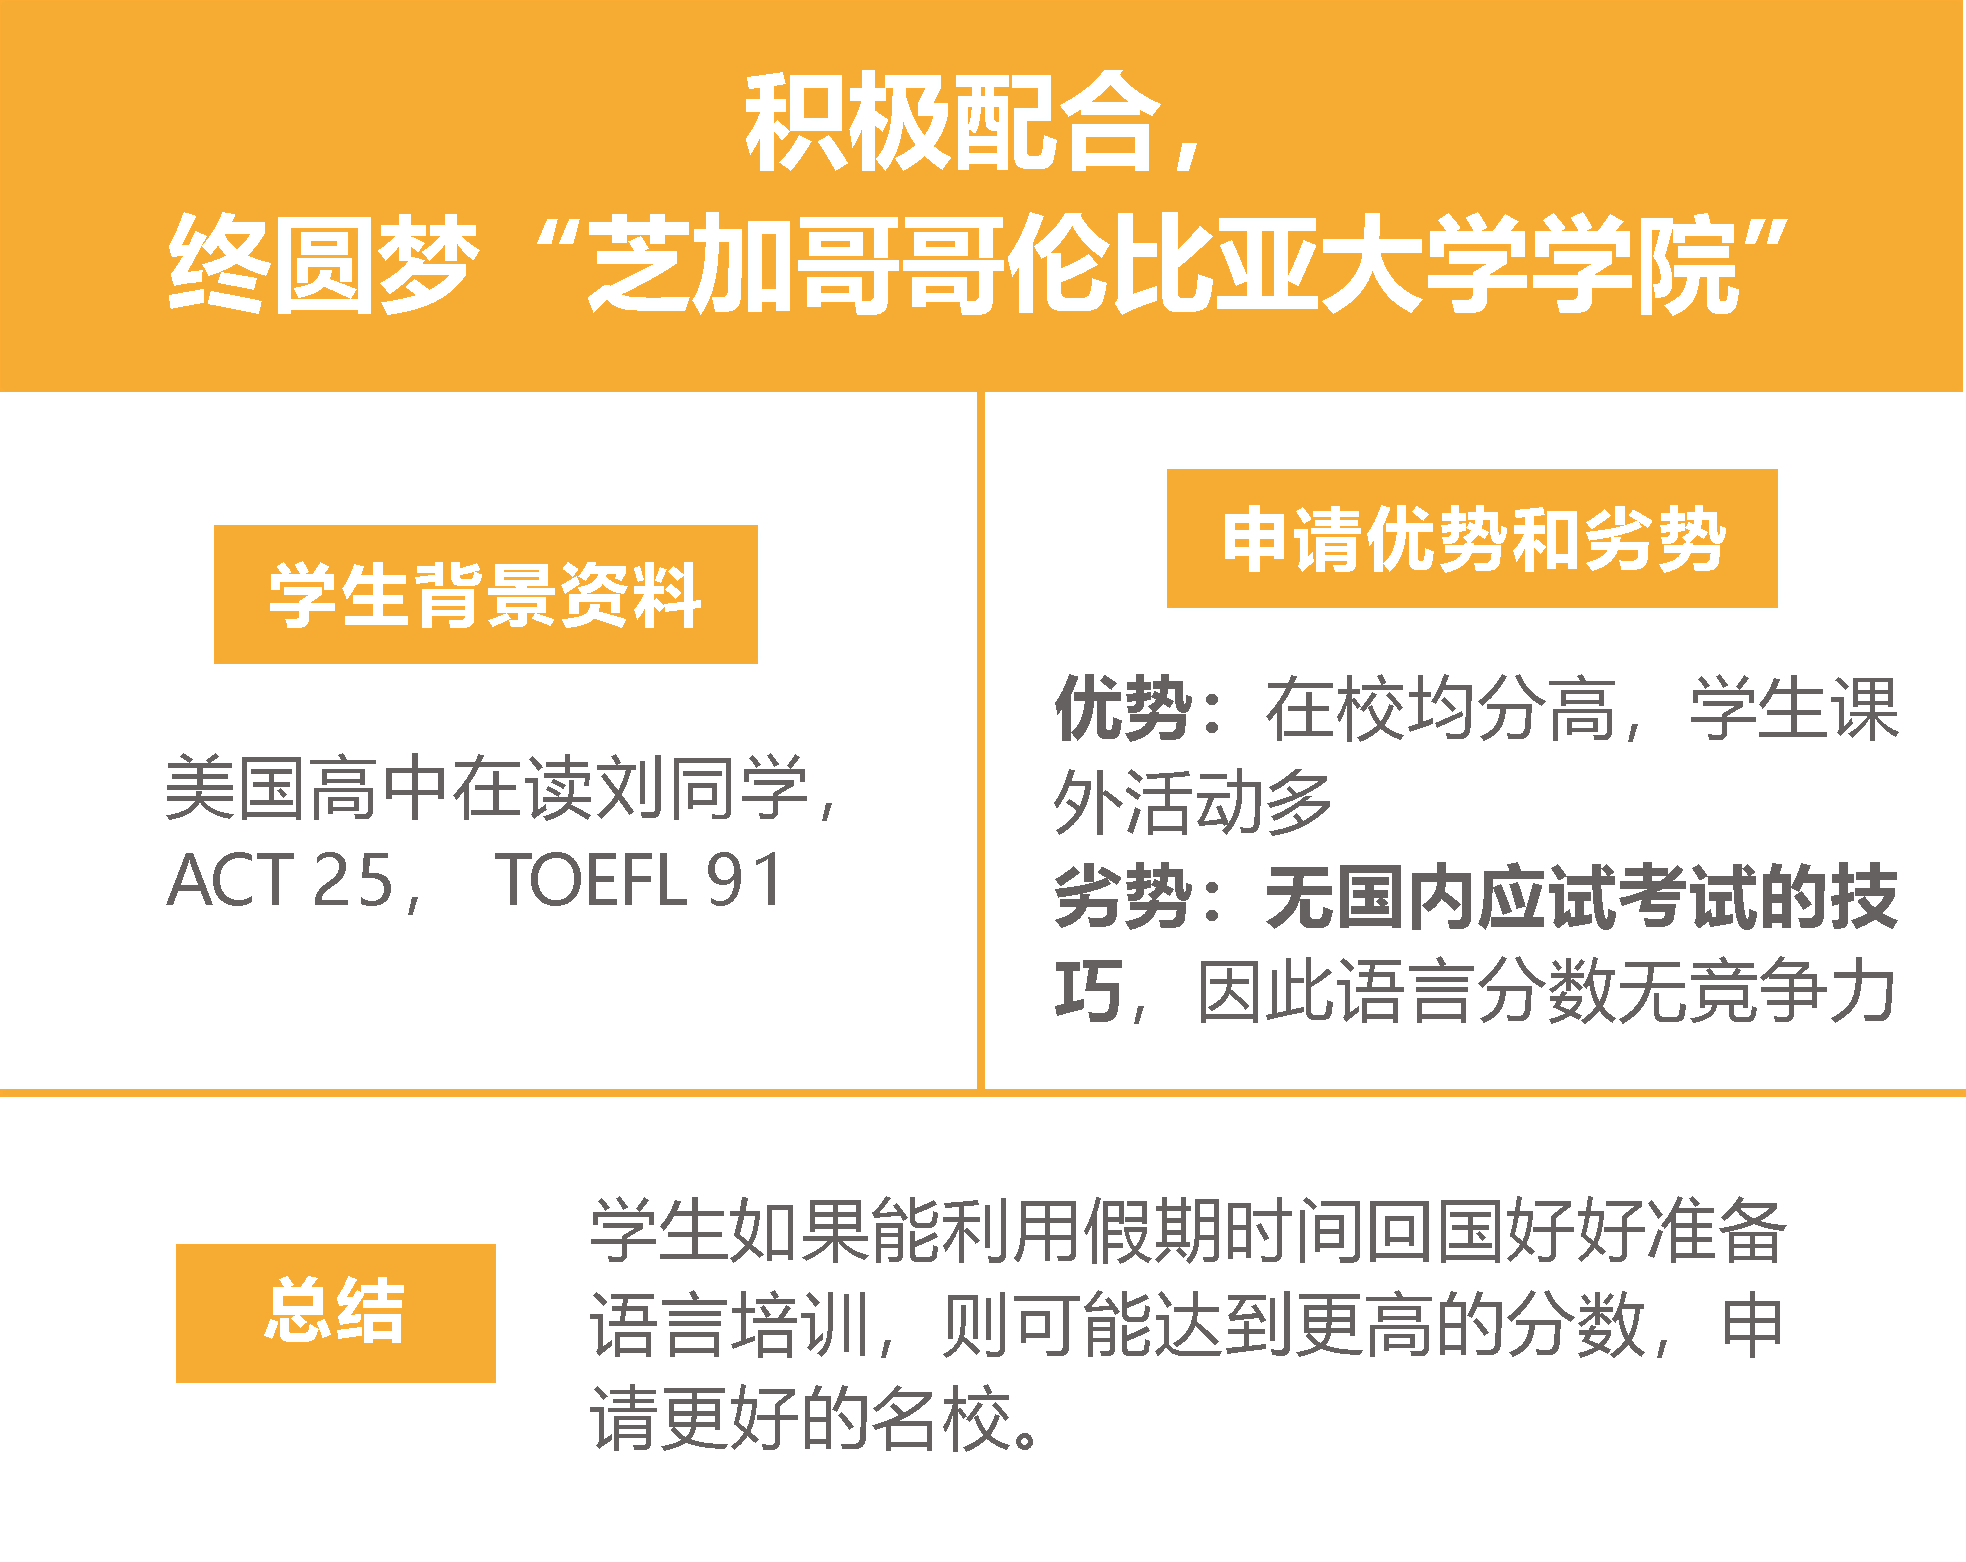 积极配合，
终圆梦“芝加哥哥伦比亚大学学院”
学生背景资料
美国高中在读刘同学，
ACT 25， TOEFL 91
申请优势和劣势
优势：在校均分高，学生课
外活动多
劣势：无国内应试考试的技
巧，因此语言分数无竞争力
总结
学生如果能利用假期时间回国好好准备
语言培训，则可能达到更高的分数，申
请更好的名校。